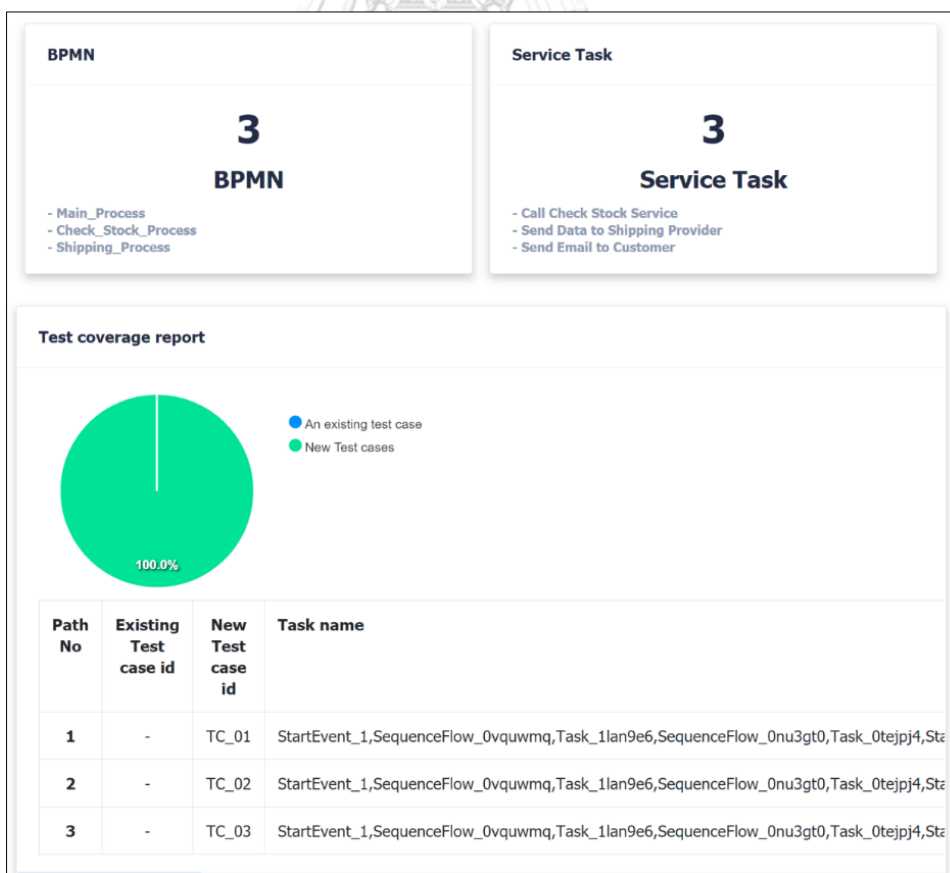 BPMN
3
BPMN
- Main_Process
- Check_Stock_Process
- Shipping_Process
Service Task
3
Service Task
- Call Check Stock Service
- Send Data to Shipping Provider
- Send Email to Customer
Test coverage report
An existing test case
New Test cases
100.0%
Path No Existing Test case id New Test case id Task name
1 - TC_01 StartEvent_1,SequenceFlow_0vquwmq,Task_1lan9e6,SequenceFlow_0nu3gt0,Task_0tejpj4,Sta
2 - TC_02 StartEvent_1,SequenceFlow_0vquwmq,Task_1lan9e6,SequenceFlow_0nu3gt0,Task_0tejpj4,Sta
3 - TC_03 StartEvent_1,SequenceFlow_0vquwmq,Task_1lan9e6,SequenceFlow_0nu3gt0,Task_0tejpj4,Sta